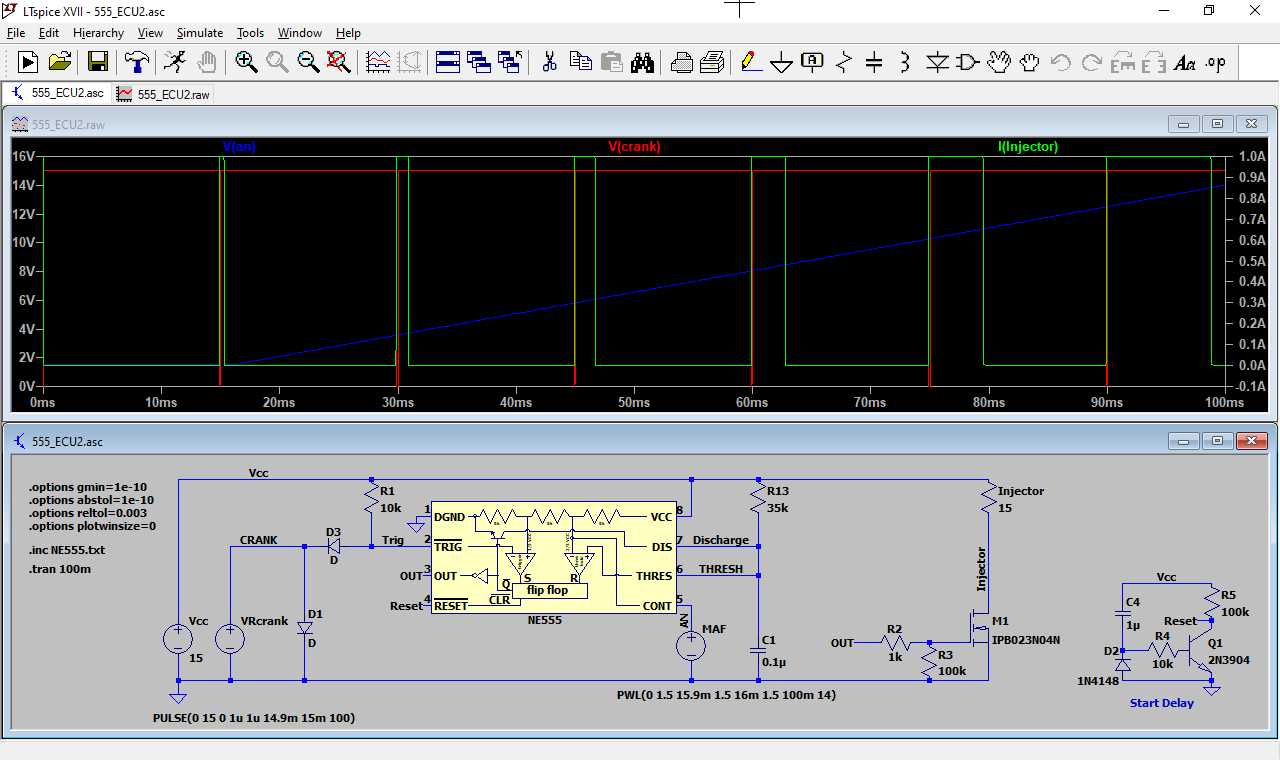 LTspice XVII - 555_ECU2.asc
File Edit Hierarchy View Simulate Tools Window Help
555_ECU2.asc 555_ECU2.raw
555_ECU2.raw
V(an) V(crank) I(Injector)
16V 1.0A
14V 0.9A
12V 0.8A
0.7A
10V 0.6A
8V 0.5A
0.4A
6V 0.3A
4V 0.2A
0.1A
2V 0.0A
0V -0.1A
0ms 10ms 20ms 30ms 40ms 50ms 60ms 70ms 80ms 90ms 100ms
555_ECU2.asc
.options gmin=1e-10
.options abstol=1e-10
.options reltol=0.003
.options plotwinsize=0
.inc NE555.txt
.tran 100m
Vcc
R1
10k
CRANK
D3
D
Trig
OUT
Reset
D1
D
Vcc
15
VRcrank
PULSE(0 15 0 1u 1u 14.9m 15m 100)
1 DGND VCC 8
2 TRIG DIS 7
3 OUT THRES 6
4 RESET CONT 5
Q S R
CLR flip flop
NE555
Discharge
THRESH
R13
35k
AN
MAF
C1
0.1µ
PWL(0 1.5 15.9m 1.5 16m 1.5 100m 14)
Injector
15
Injector
M1
IPB023N04N
OUT
R2
1k
R3
100k
Vcc
C4
1µ
R5
100k
Reset
R4
10k
Q1
2N3904
D2
1N4148
Start Delay